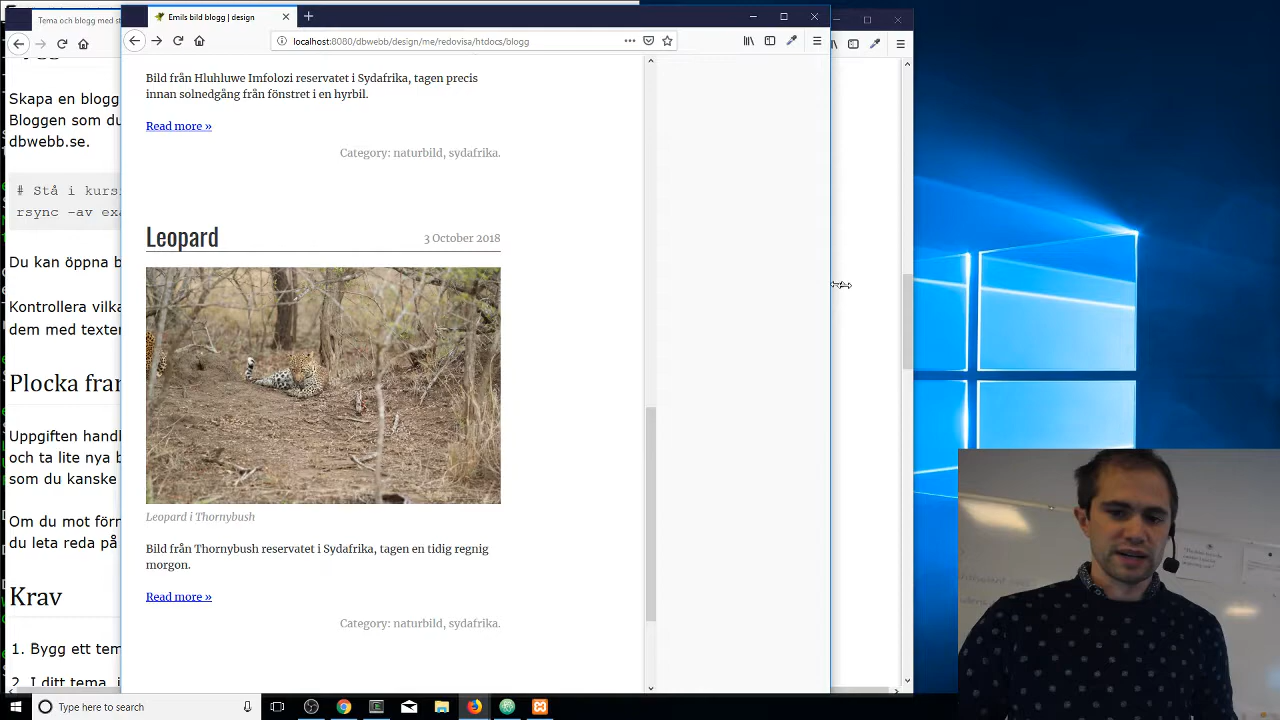 Tema och blogg med st
Emils bild blogg | design
localhost:8080/dbwebb/design/me/redovisa/htdocs/blogg
Skapa en blogg
Bloggen som du
dbwebb.se.
# Stå i kurs
rsync -av exa
Du kan öppna b
Kontrollera vilka
dem med texter
Plocka fran
Uppgiften handl
och ta lite nya b
som du kanske
Om du mot förr
du leta reda på
Krav
1. Bygg ett tem
2. I ditt tema, i
Bild från Hluhluwe Imfolozi reservatet i Sydafrika, tagen precis
innan solnedgång från fönstret i en hyrbil.
Read more »
Category: naturbild, sydafrika.
Leopard
3 October 2018
Leopard i Thornybush
Bild från Thornybush reservatet i Sydafrika, tagen en tidig regnig
morgon.
Read more »
Category: naturbild, sydafrika.
Type here to search